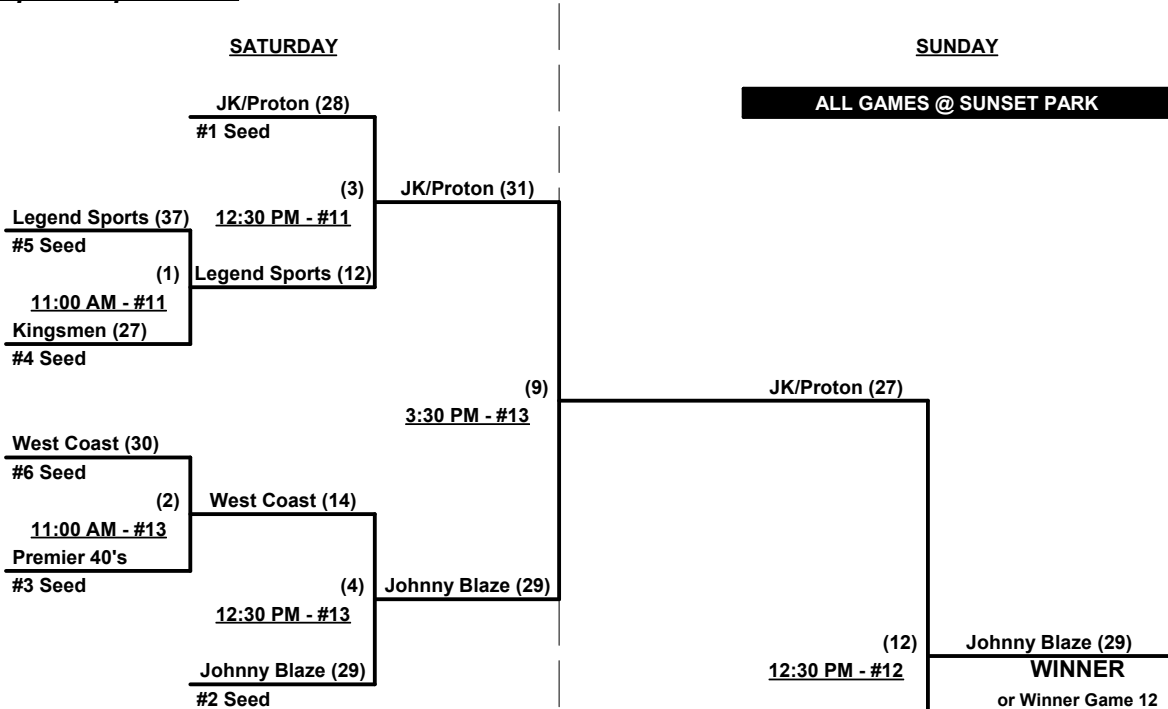 SATURDAY
SUNDAY
JK/Proton (28)
ALL GAMES @ SUNSET PARK
#1 Seed
(3)
JK/Proton (31)
Legend Sports (37)
12:30 PM - #11
#5 Seed
(1)
Legend Sports (12)
11:00 AM - #11
Kingsmen (27)
#4 Seed
(9)
JK/Proton (27)
3:30 PM - #13
West Coast (30)
#6 Seed
(2)
West Coast (14)
11:00 AM - #13
Premier 40's
#3 Seed
(4)
Johnny Blaze (29)
12:30 PM - #13
(12)
Johnny Blaze (29)
Johnny Blaze (29)
12:30 PM - #12
WINNER
#2 Seed
or Winner Game 12